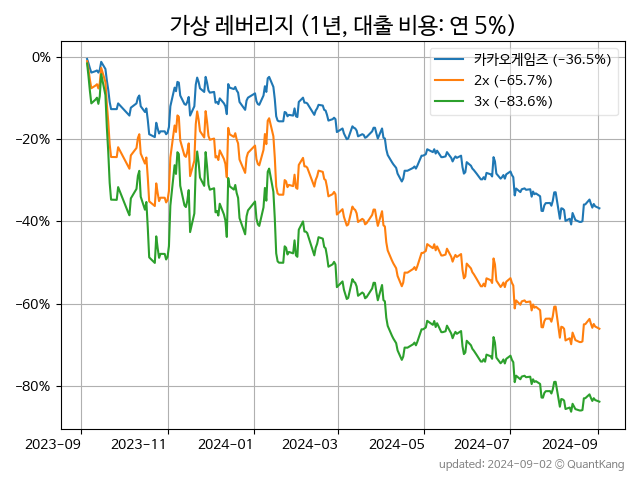 가상 레버리지 (1년, 대출 비용: 연 5%)
카카오게임즈 (−36.5%)
2x (−65.7%)
3x (−83.6%)
0%
−20%
−40%
−60%
−80%
2023-09 2023-11 2024-01 2024-03 2024-05 2024-07 2024-09
updated: 2024-09-02 © QuantKang